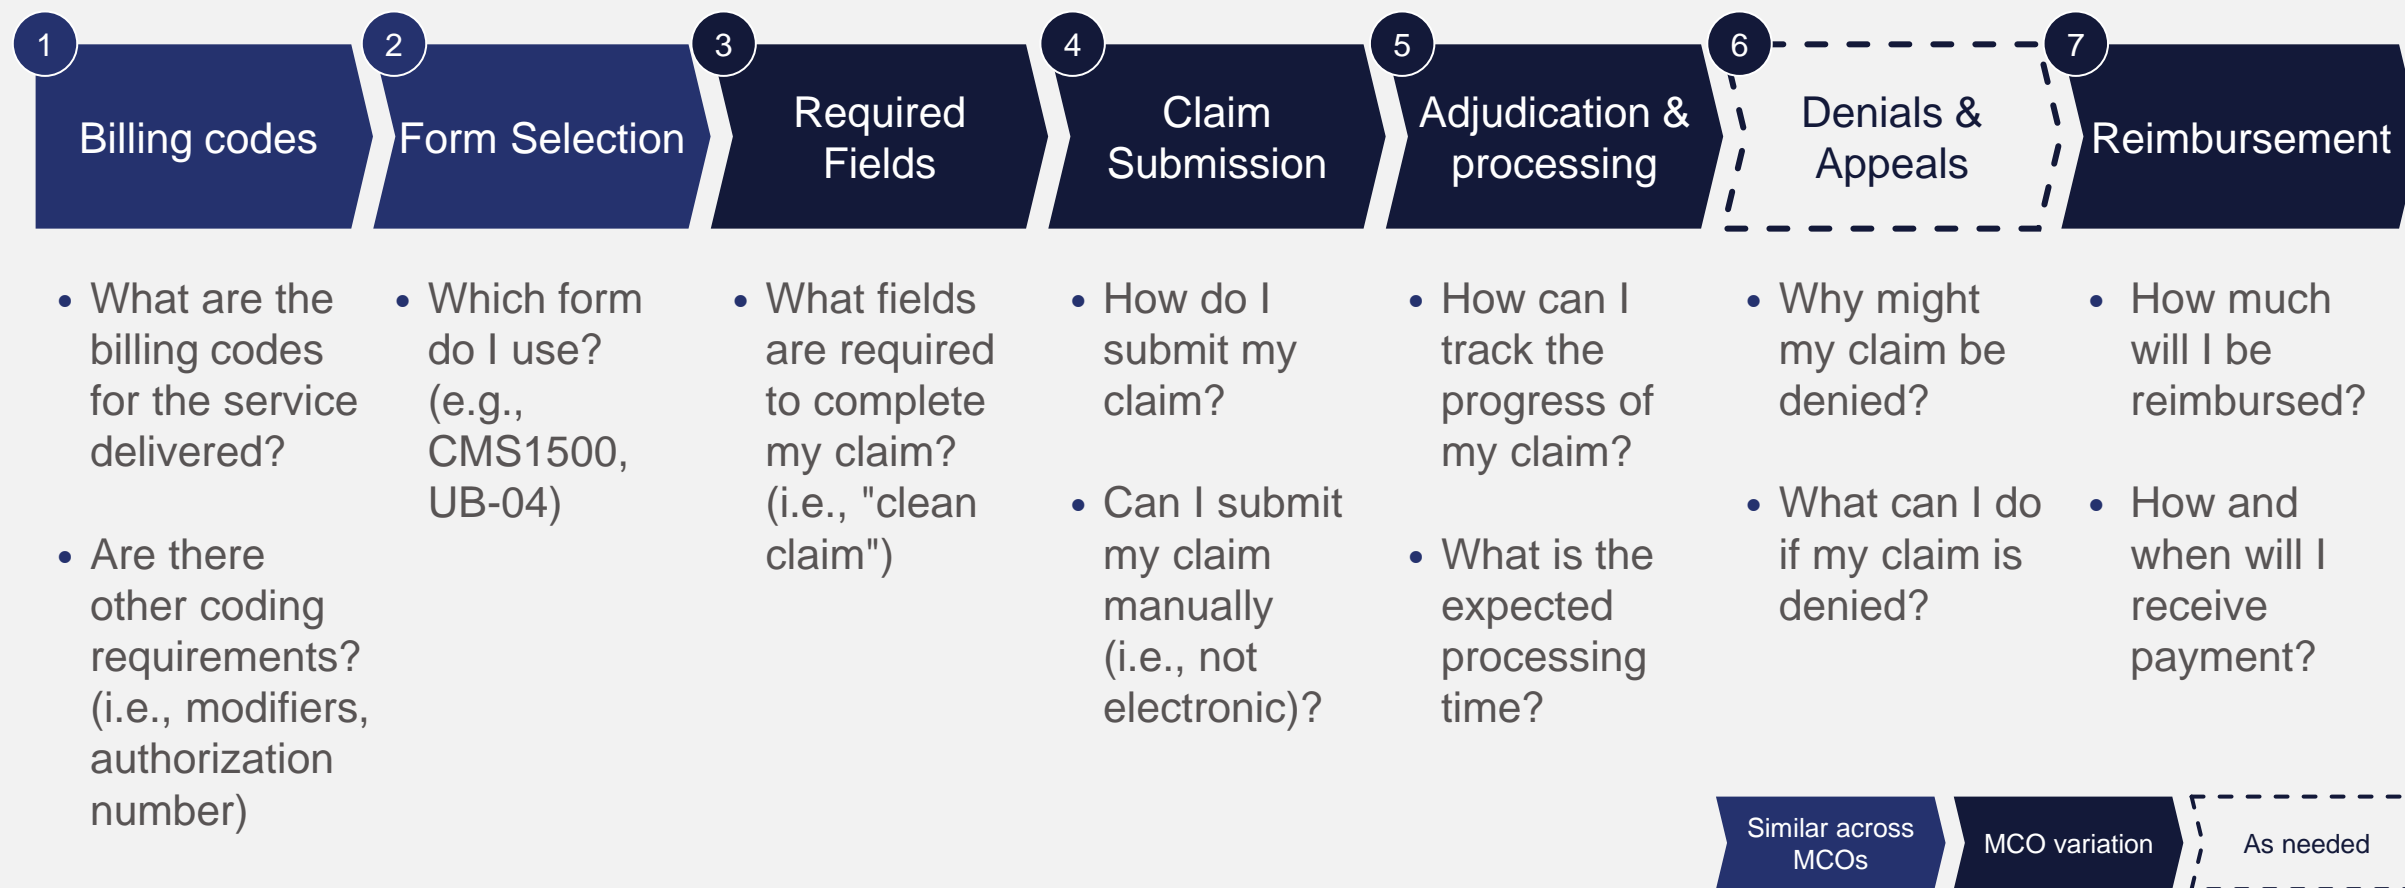 1
Billing codes
2
Form Selection
3
Required
Fields
4
Claim
Submission
5
Adjudication &
processing
6
Denials &
Appeals
7
Reimbursement
• What are the
billing codes
for the service
delivered?
• Are there
other coding
requirements?
(i.e., modifiers,
authorization
number)
• Which form
do I use?
(e.g.,
CMS1500,
UB-04)
• What fields
are required
to complete
my claim?
(i.e., "clean
claim")
• How do I
submit my
claim?
• Can I submit
my claim
manually
(i.e., not
electronic)?
• How can I
track the
progress of
my claim?
• What is the
expected
processing
time?
• Why might
my claim be
denied?
• What can I do
if my claim is
denied?
• How much
will I be
reimbursed?
• How and
when will I
receive
payment?
Similar across
MCOs
MCO variation
As needed